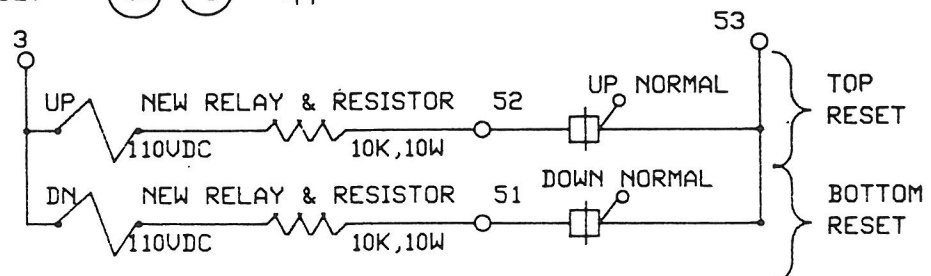 53
3
UP NEW RELAY & RESISTOR 52 UP NORMAL
TOP
RESET
110VDC 10K,10W
DN NEW RELAY & RESISTOR 51 DOWN NORMAL
BOTTOM
RESET
110VDC 10K,10W